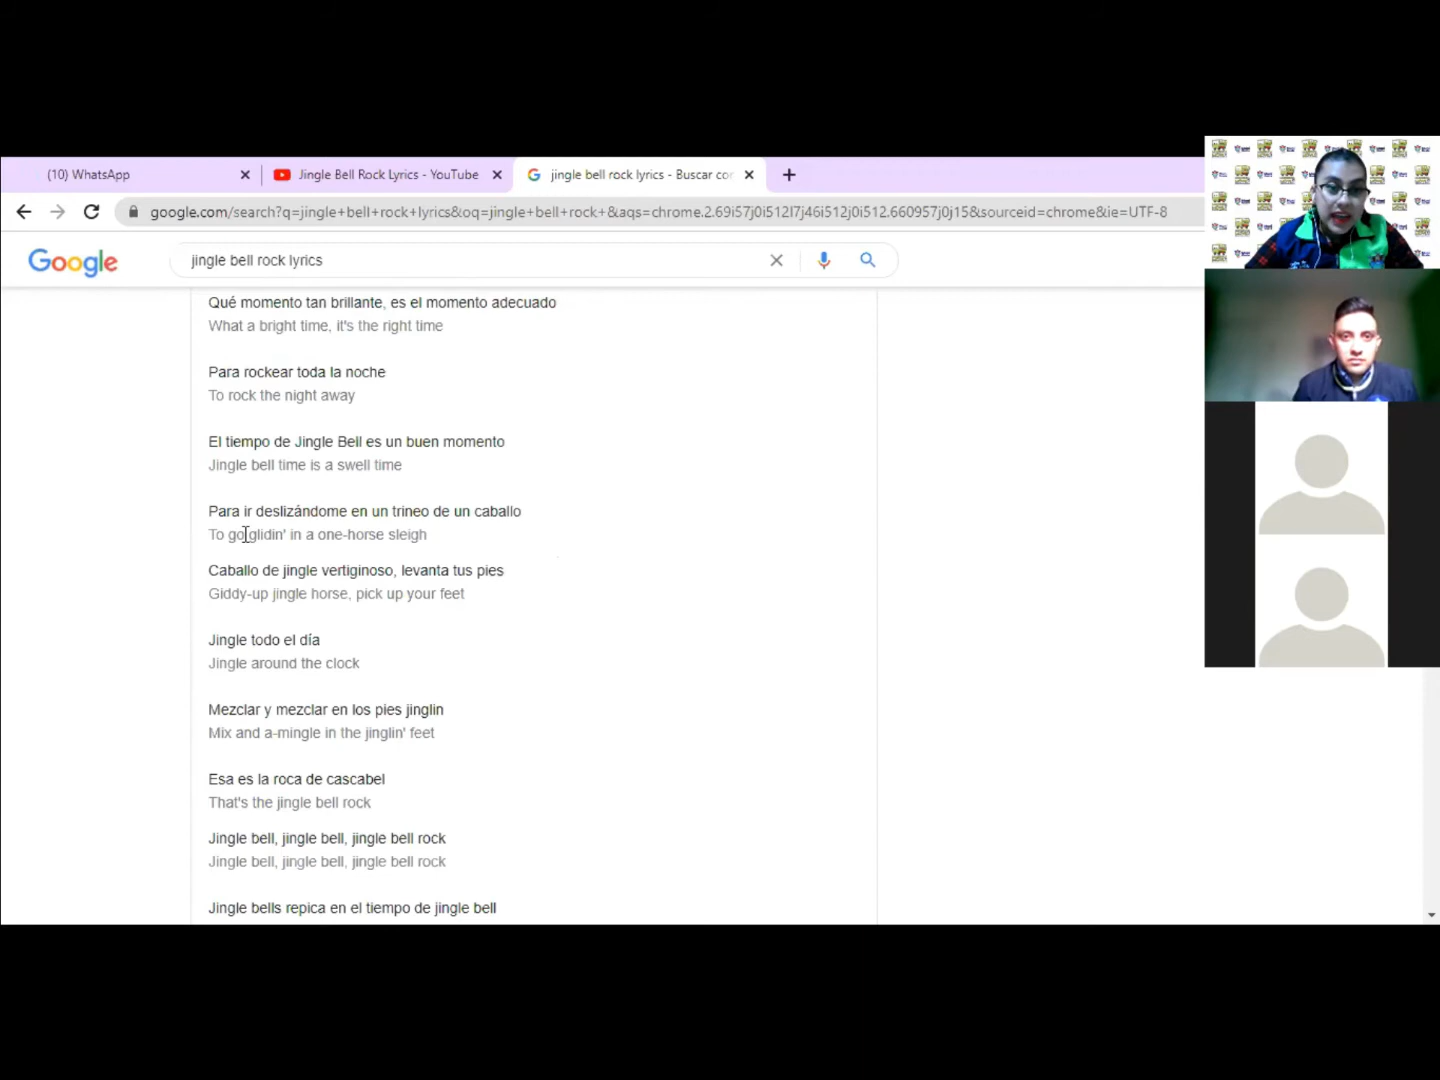 (10) WhatsApp
Jingle Bell Rock Lyrics - YouTube
jingle bell rock lyrics - Buscar con
google.com/search?q=jingle+bell+rock+lyrics&oq=jingle+bell+rock+&aqs=chrome.2.69i57j0i512l7j46i512j0i512.660957j0j15&sourceid=chrome&ie=UTF-8
Google
jingle bell rock lyrics
Qué momento tan brillante, es el momento adecuado
What a bright time, it's the right time
Para rockear toda la noche
To rock the night away
El tiempo de Jingle Bell es un buen momento
Jingle bell time is a swell time
Para ir deslizándome en un trineo de un caballo
To go glidin' in a one-horse sleigh
Caballo de jingle vertiginoso, levanta tus pies
Giddy-up jingle horse, pick up your feet
Jingle todo el día
Jingle around the clock
Mezclar y mezclar en los pies jinglin
Mix and a-mingle in the jinglin' feet
Esa es la roca de cascabel
That's the jingle bell rock
Jingle bell, jingle bell, jingle bell rock
Jingle bell, jingle bell, jingle bell rock
Jingle bells repica en el tiempo de jingle bell